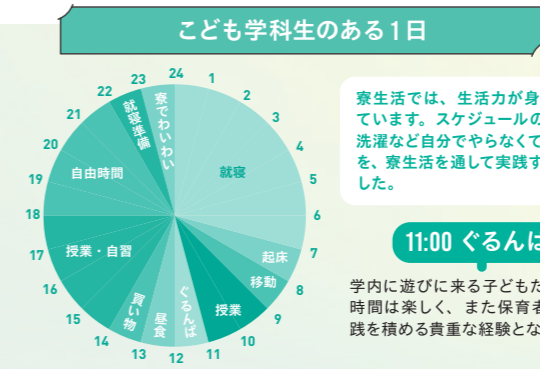 こども学科生のある1日
24
1
2
3
4
5
6
7
8
9
10
11
12
13
14
15
16
17
18
19
20
21
22
23
就寝
起床
移動
授業
ぐるんぱ
昼食
買い物
授業・自習
自由時間
就寝準備
寮でわいわい
寮生活では、生活力が身
ています。スケジュールの
洗濯など自分でやらなくて
を、寮生活を通して実践す
した。
11:00 ぐるんぱ
学内に遊びに来る子どもた
時間は楽しく、また保育者
践を積める貴重な経験とな